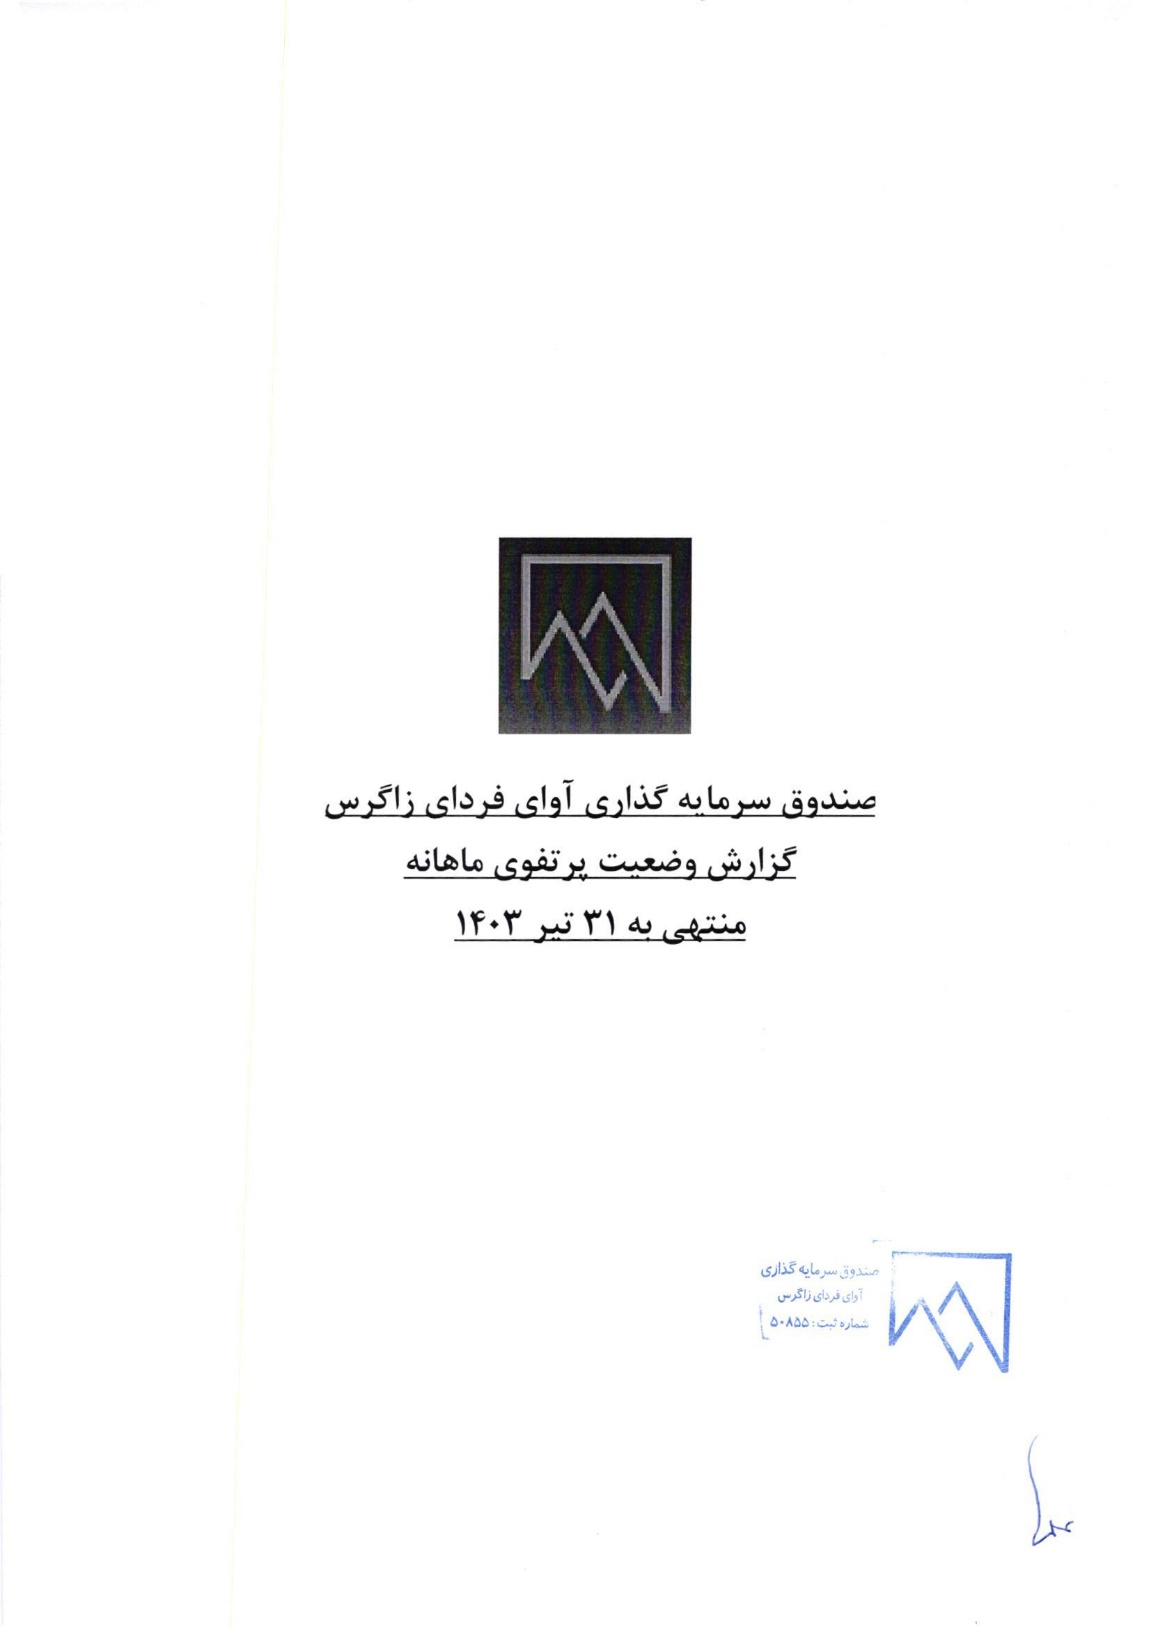 صندوق سرمایه گذاری آوای فردای زاگرس
گزارش وضعیت پرتفوی ماهانه
منتهی به ۳۱ تیر ۱۴۰۳
صندوق سرمایه گذاری
آوای فردای زاگرس
شماره ثبت: ۵۰۸۵۵